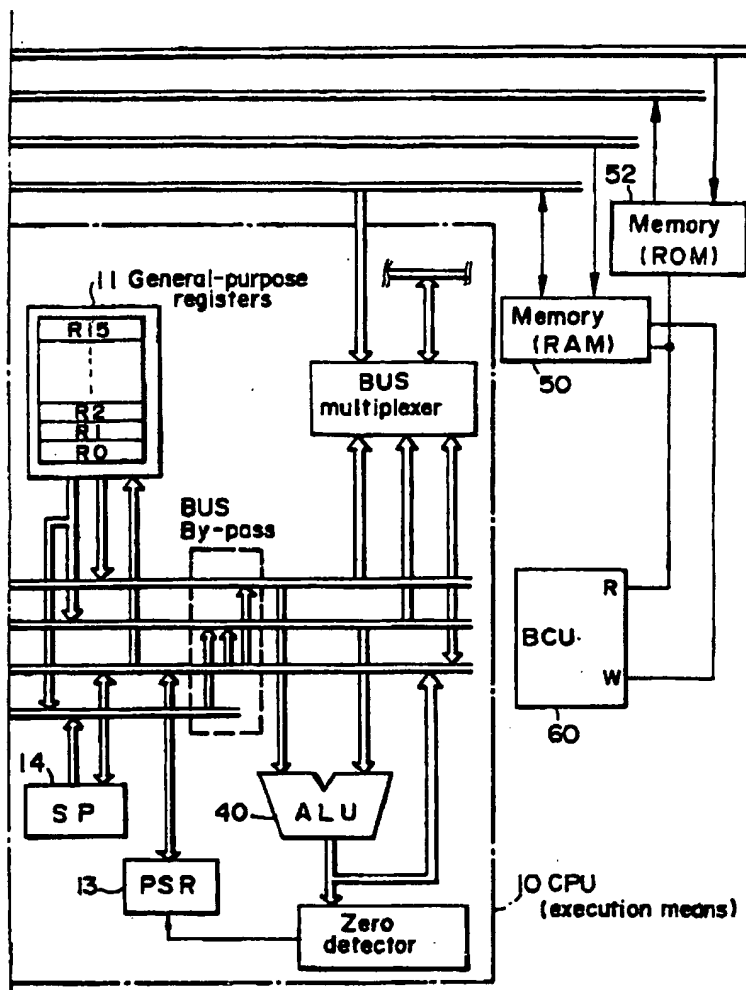 52
Memory
(ROM)
11 General-purpose
registers
R15
R2
R1
R0
Memory
(RAM)
50
BUS
multiplexer
BUS
By-pass
R
BCU
W
60
14
SP
40
ALU
13
PSR
10 CPU
(execution means)
Zero
detector